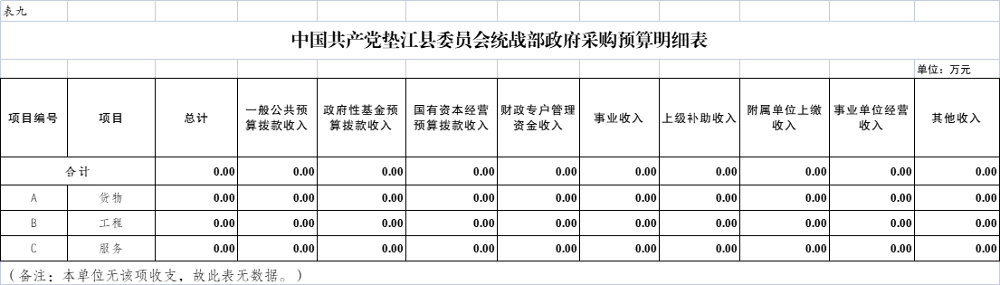 表九
中国共产党垫江县委员会统战部政府采购预算明细表
单位：万元
项目编号 项目 总计 一般公共预算拨款收入 政府性基金预算拨款收入 国有资本经营预算拨款收入 财政专户管理资金收入 事业收入 上级补助收入 附属单位上缴收入 事业单位经营收入 其他收入
合计 0.00 0.00 0.00 0.00 0.00 0.00 0.00 0.00 0.00 0.00
A 货物 0.00 0.00 0.00 0.00 0.00 0.00 0.00 0.00 0.00 0.00
B 工程 0.00 0.00 0.00 0.00 0.00 0.00 0.00 0.00 0.00 0.00
C 服务 0.00 0.00 0.00 0.00 0.00 0.00 0.00 0.00 0.00 0.00
（备注：本单位无该项收支，故此表无数据。）